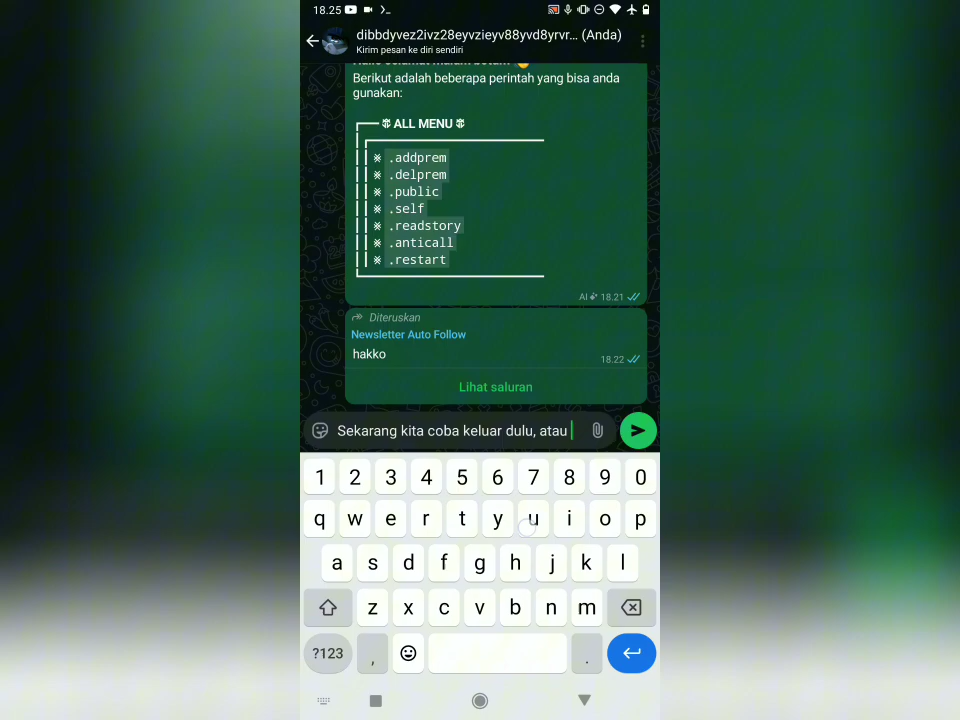 18.25
dibbdyvez2ivz28eyvzieyv88yvd8yrvr... (Anda)
Kirim pesan ke diri sendiri
Berikut adalah beberapa perintah yang bisa anda
gunakan:
ALL MENU
.addprem
.delprem
.public
.self
.readstory
.anticall
.restart
AI 18.21
Diteruskan
Newsletter Auto Follow
hakko
18.22
Lihat saluran
Sekarang kita coba keluar dulu, atau
1 2 3 4 5 6 7 8 9 0
q w e r t y u i o p
a s d f g h j k l
z x c v b n m
?123 , .